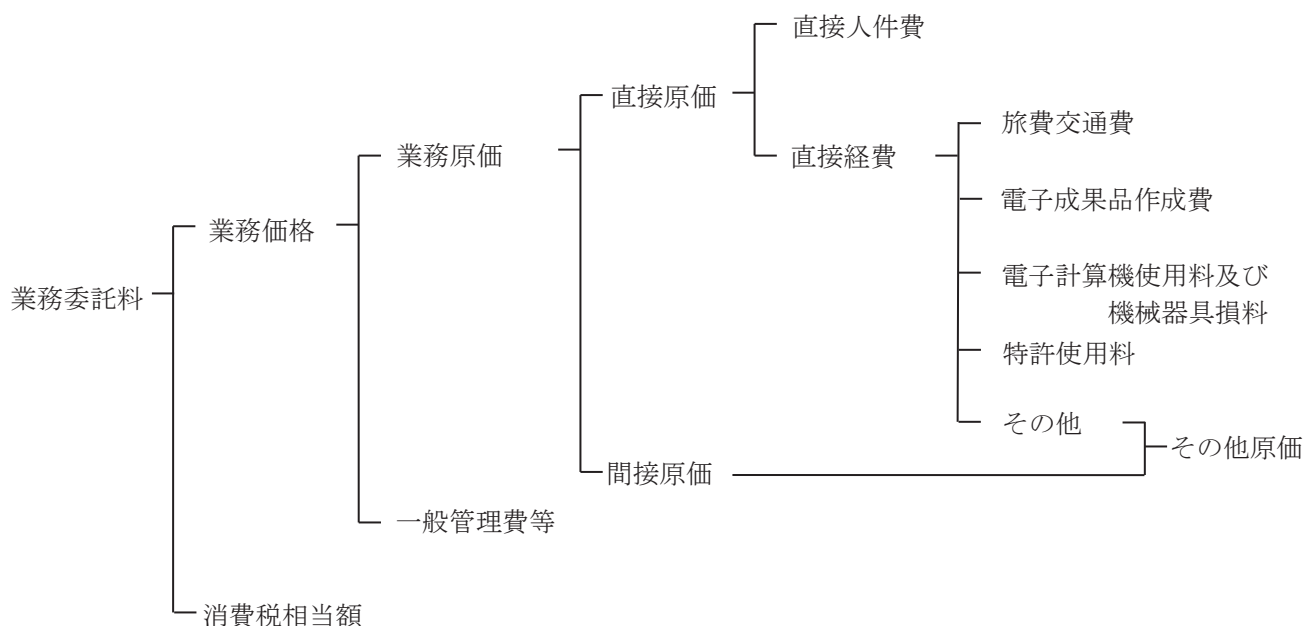 直接人件費
直接原価
旅費交通費
業務原価
直接経費
電子成果品作成費
業務価格
電子計算機使用料及び
機械器具損料
業務委託料
特許使用料
その他
その他原価
間接原価
一般管理費等
消費税相当額